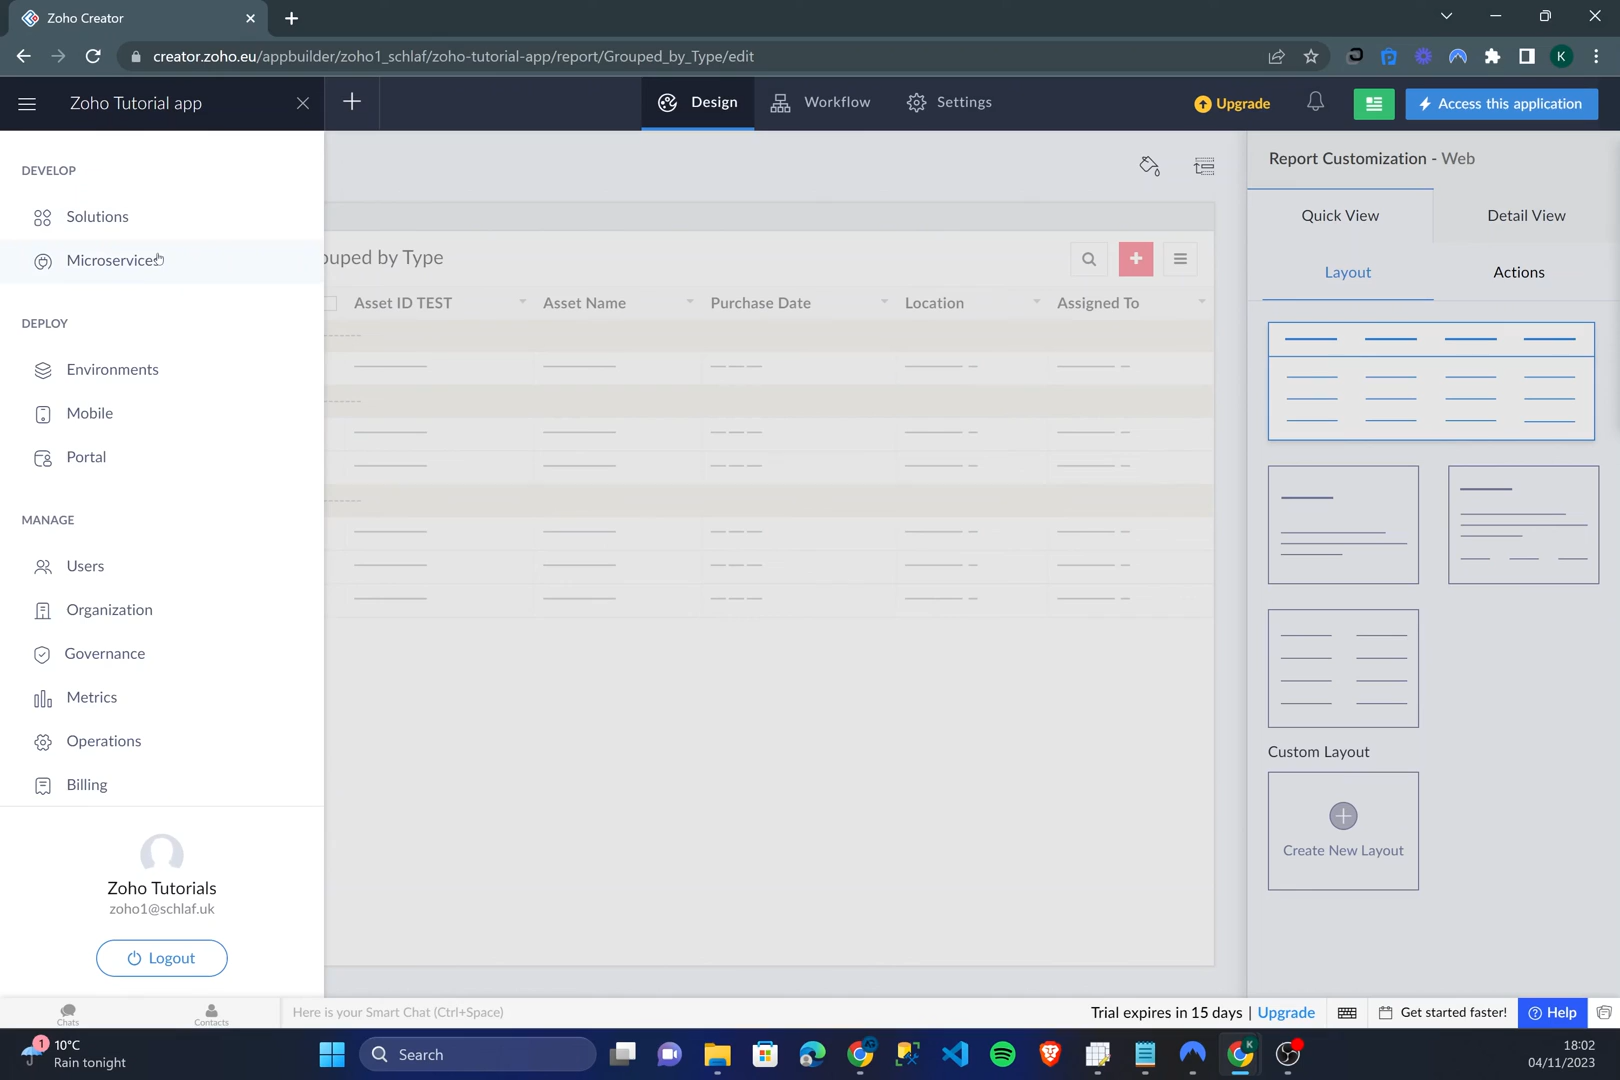 Zoho Creator
creator.zoho.eu/appbuilder/zoho1_schlaf/zoho-tutorial-app/report/Grouped_by_Type/edit
K
Zoho Tutorial app
Design
Workflow
Settings
Upgrade
Access this application
DEVELOP
Solutions
Microservices
DEPLOY
Environments
Mobile
Portal
MANAGE
Users
Organization
Governance
Metrics
Operations
Billing
Zoho Tutorials
zoho1@schlaf.uk
Logout
ouped by Type
Asset ID TEST
Asset Name
Purchase Date
Location
Assigned To
Report Customization - Web
Quick View
Detail View
Layout
Actions
Custom Layout
Create New Layout
Chats
Contacts
Here is your Smart Chat (Ctrl+Space)
Trial expires in 15 days | Upgrade
Get started faster!
Help
1
10°C
Rain tonight
Search
K
18:02
04/11/2023